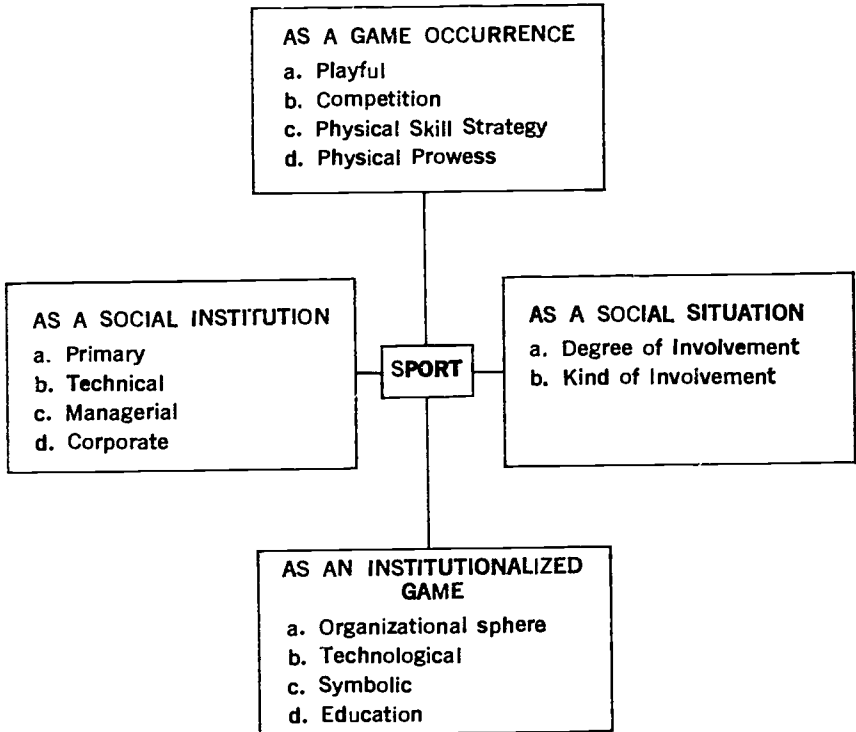 AS A GAME OCCURRENCE
a. Playful
b. Competition
c. Physical Skill Strategy
d. Physical Prowess
AS A SOCIAL INSTITUTION
a. Primary
b. Technical
c. Managerial
d. Corporate
SPORT
AS A SOCIAL SITUATION
a. Degree of Involvement
b. Kind of Involvement
AS AN INSTITUTIONALIZED
GAME
a. Organizational sphere
b. Technological
c. Symbolic
d. Education